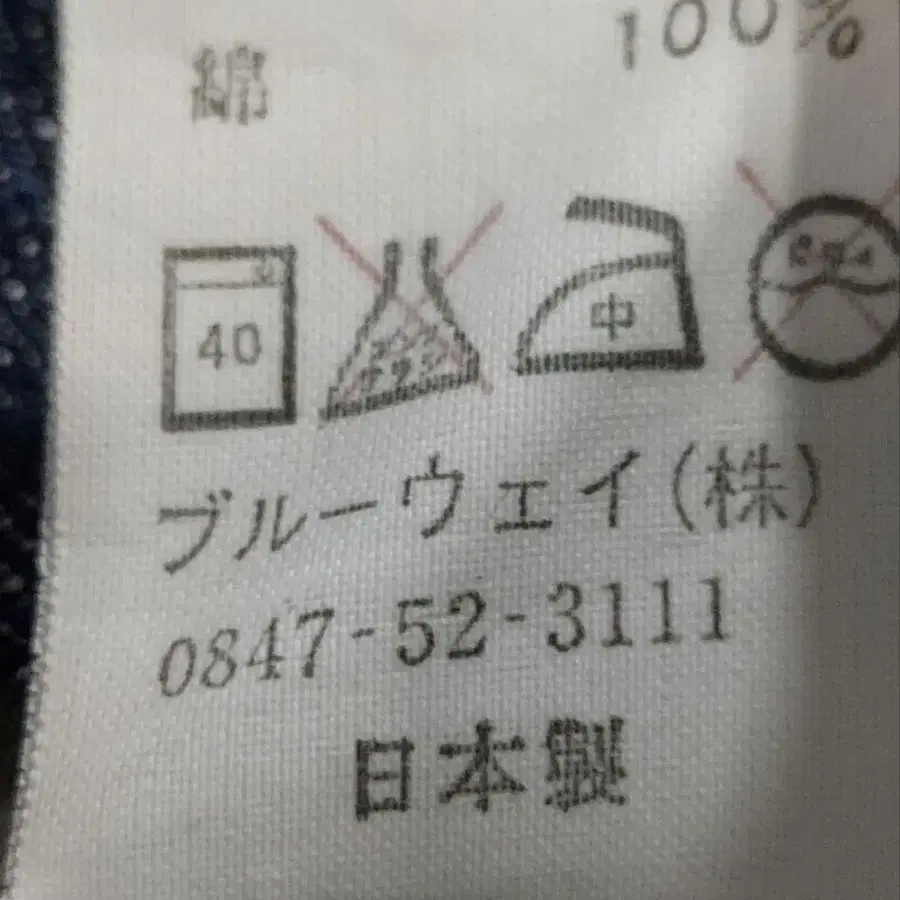 綿 100%
40 中
ブルーウェイ(株)
0847-52-3111
日本製